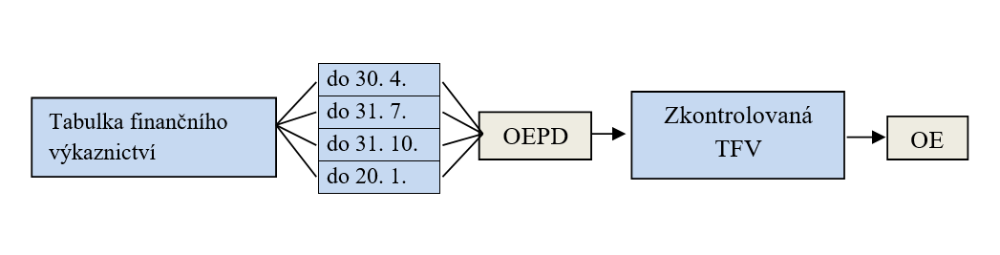 Tabulka finančního
výkaznictví
do 30. 4.
do 31. 7.
do 31. 10.
do 20. 1.
OEPD
Zkontrolovaná
TFV
OE